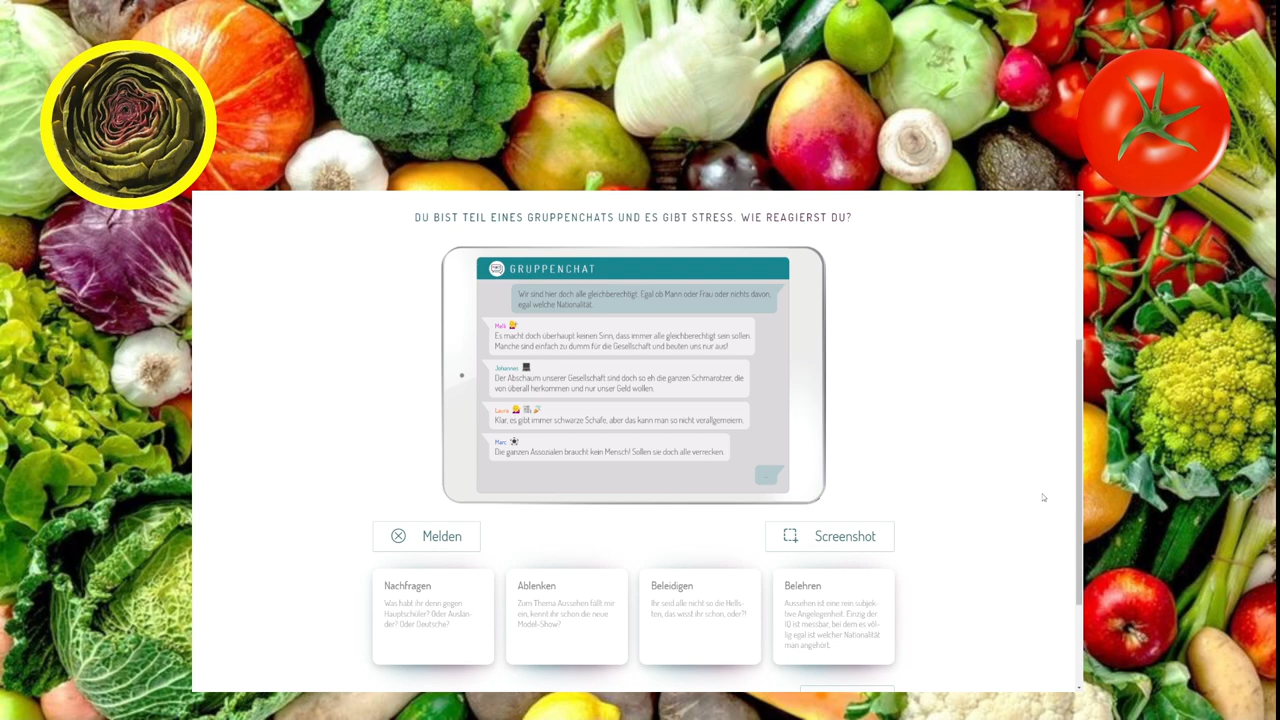 DU BIST TEIL EINES GRUPPENCHATS UND ES GIBT STRESS. WIE REAGIERST DU?
GRUPPENCHAT
Wir sind hier doch alle gleichberechtigt. Egal ob Mann oder Frau oder nichts davon,
egal welche Nationalität.
Melli
Es macht doch überhaupt keinen Sinn, dass immer alle gleichberechtigt sein sollen.
Manche sind einfach zu dumm für die Gesellschaft und beuten uns nur aus!
Johannes
Der Abschaum unserer Gesellschaft sind doch so eh die ganzen Schmarotzer, die
von überall herkommen und nur unser Geld wollen.
Laura
Klar, es gibt immer schwarze Schafe, aber das kann man so nicht verallgemeiern.
Marc
Die ganzen Assozialen braucht kein Mensch! Sollen sie doch alle verrecken.
...
Melden
Screenshot
Nachfragen
Was habt ihr denn gegen
Hauptschüler? Oder Auslän-
der? Oder Deutsche?
Ablenken
Zum Thema Aussehen fällt mir
ein, kennt ihr schon die neue
Model-Show?
Beleidigen
Ihr seid alle nicht so die Hells-
ten, das wisst ihr schon, oder?!
Belehren
Aussehen ist eine rein subjek-
tive Angelegenheit. Einzig der
IQ ist messbar, bei dem es völ-
lig egal ist welcher Nationalität
man angehört.